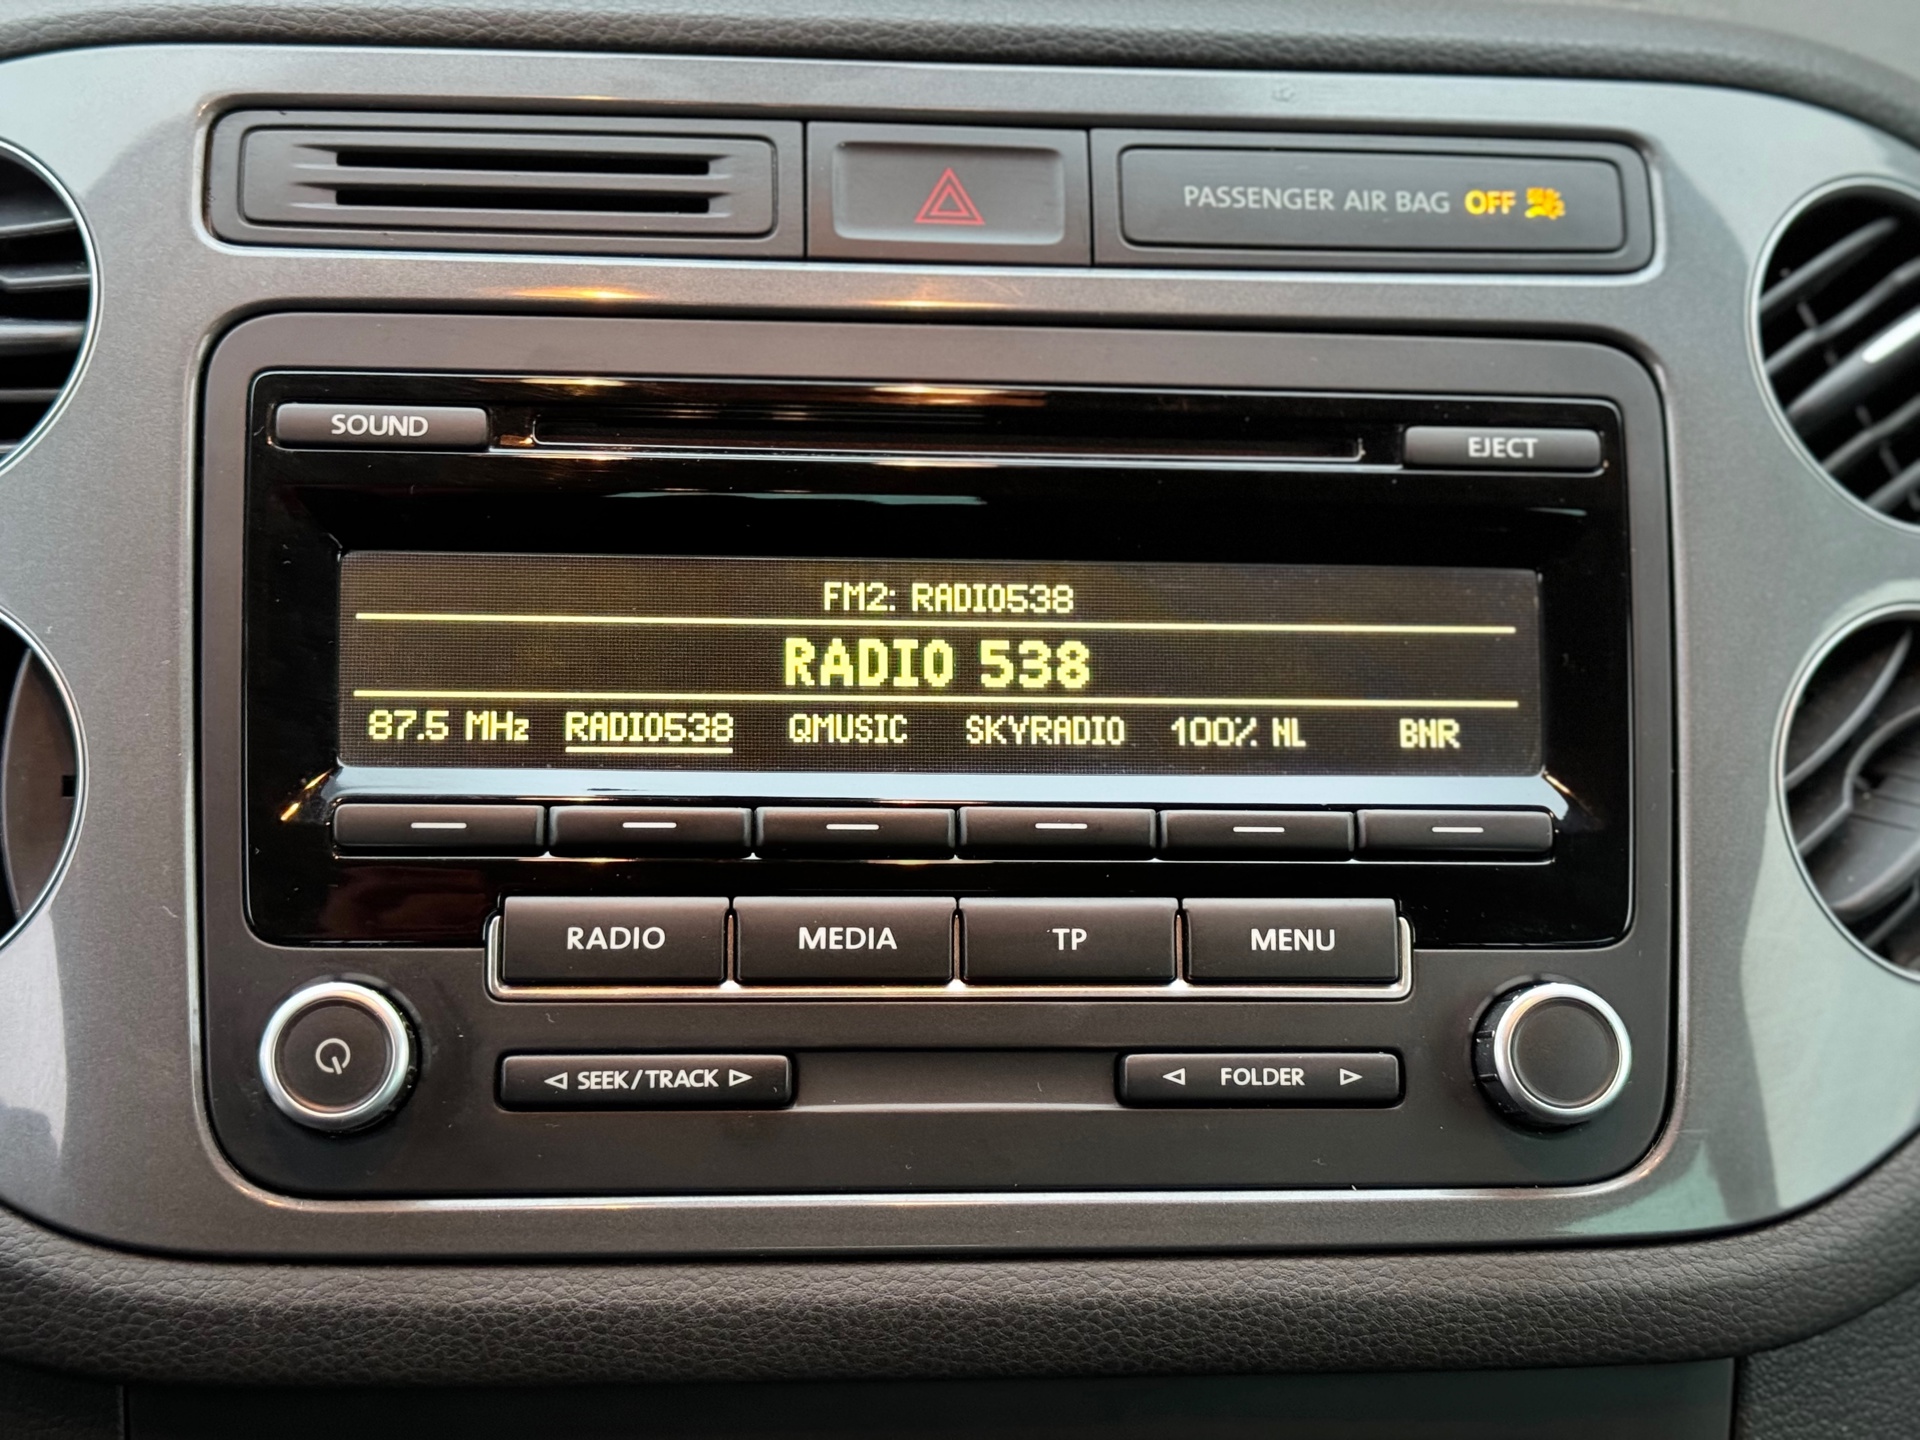 PASSENGER AIR BAG OFF
SOUND
EJECT
FM2: RADIO538
RADIO 538
87.5 MHz RADIO538 QMUSIC SKYRADIO 100% NL BNR
RADIO MEDIA TP MENU
SEEK/TRACK FOLDER